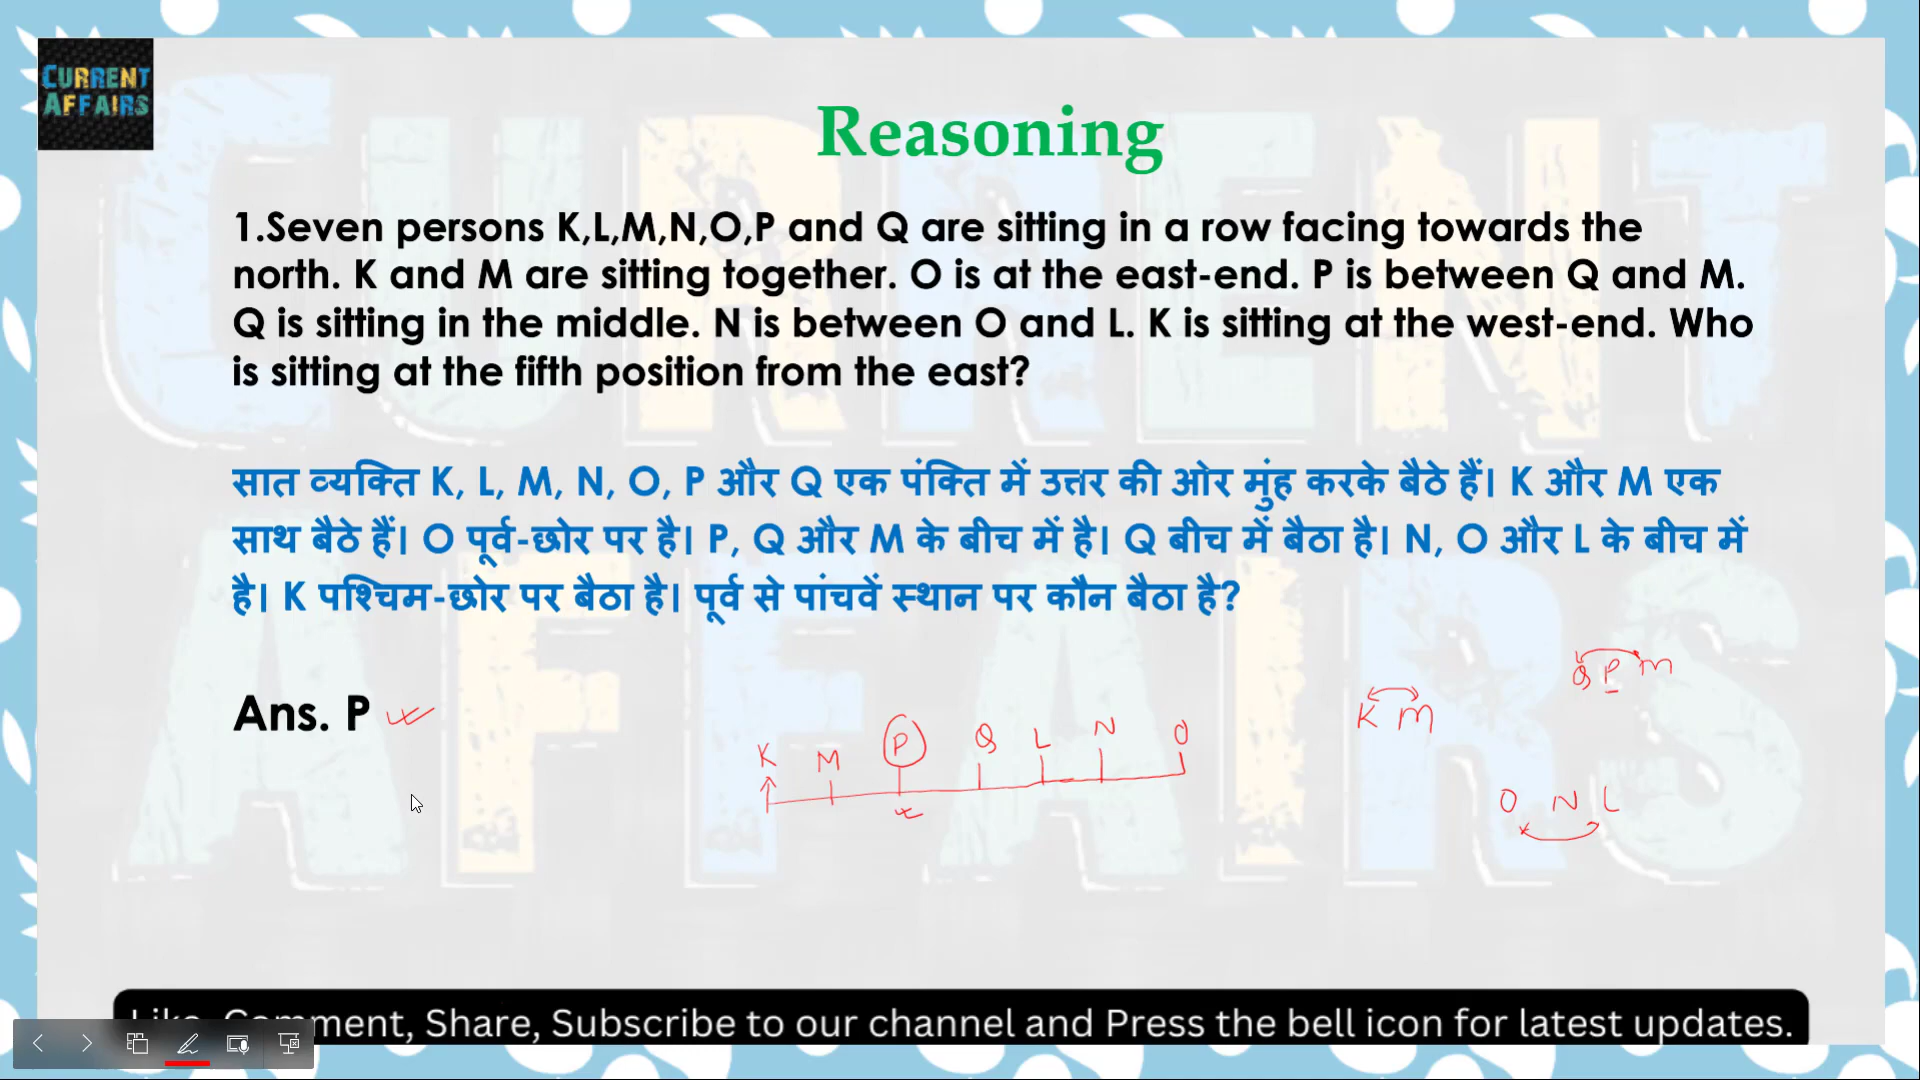 CURRENT
AFFAIRS
Reasoning
1.Seven persons K,L,M,N,O,P and Q are sitting in a row facing towards the
north. K and M are sitting together. O is at the east-end. P is between Q and M.
Q is sitting in the middle. N is between O and L. K is sitting at the west-end. Who
is sitting at the fifth position from the east?
सात व्यक्ति K, L, M, N, O, P और Q एक पंक्ति में उत्तर की ओर मुंह करके बैठे हैं। K और M एक
साथ बैठे हैं। O पूर्व-छोर पर है। P, Q और M के बीच में है। Q बीच में बैठा है। N, O और L के बीच में
है। K पश्चिम-छोर पर बैठा है। पूर्व से पांचवें स्थान पर कौन बैठा है?
Q P M
Ans. P
K M
K M P Q L N O
O N L
Like, Comment, Share, Subscribe to our channel and Press the bell icon for latest updates.